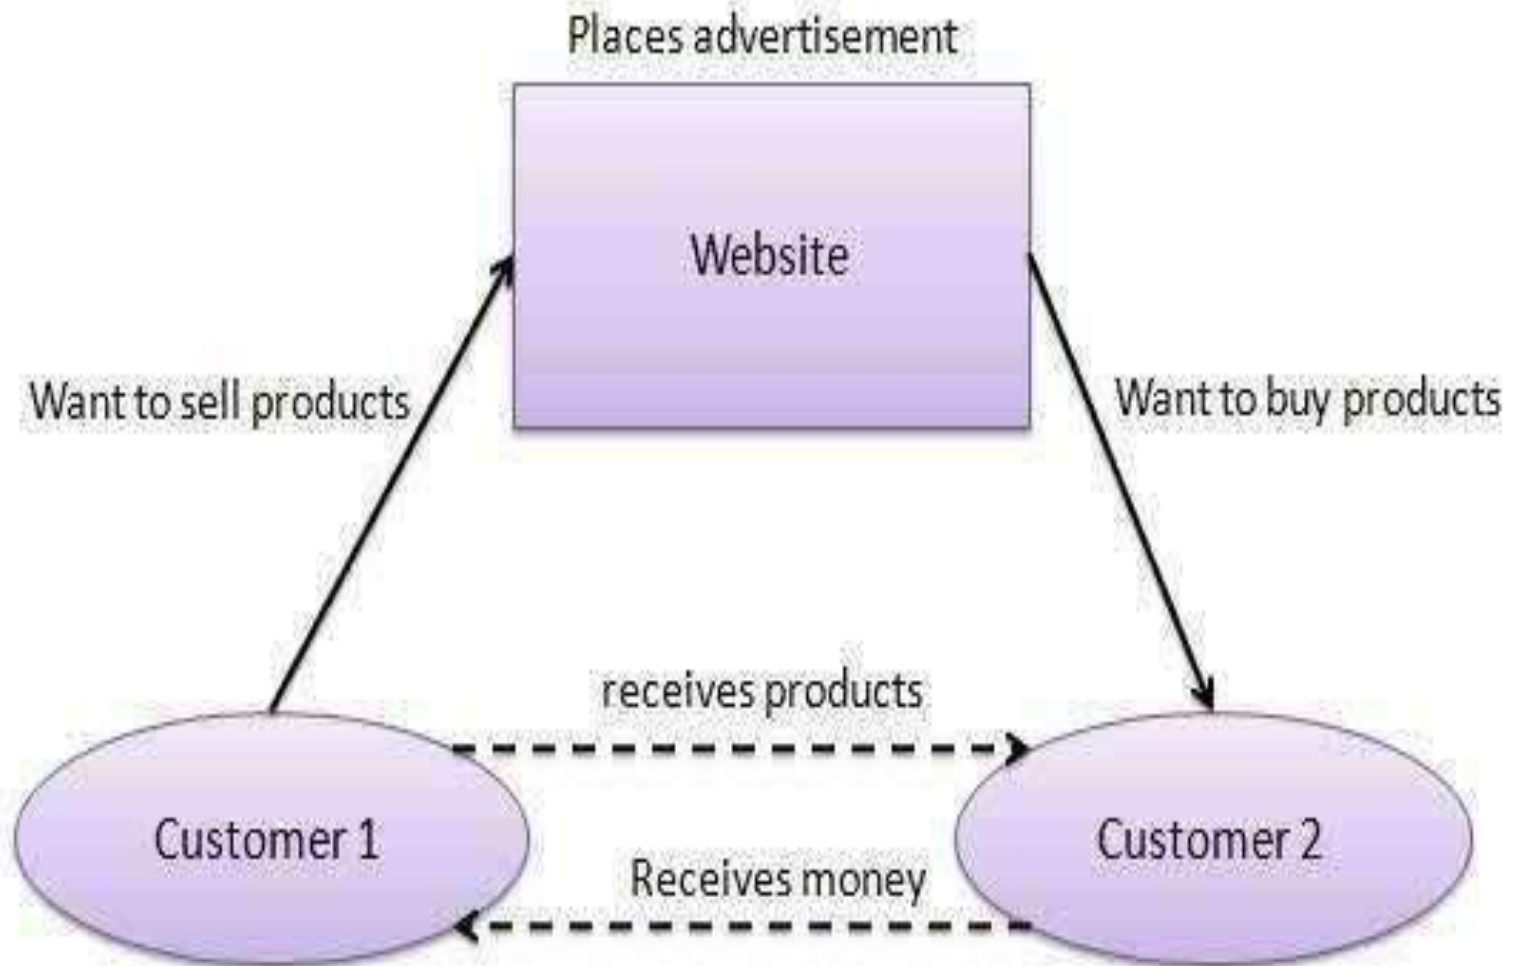 Places advertisement
Website
Want to sell products
Want to buy products
receives products
Customer 1
Customer 2
Receives money